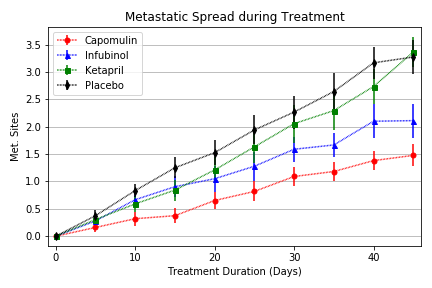 Metastatic Spread during Treatment
Capomulin
Infubinol
Ketapril
Placebo
Met. Sites
3.5
3.0
2.5
2.0
1.5
1.0
0.5
0.0
0 10 20 30 40
Treatment Duration (Days)